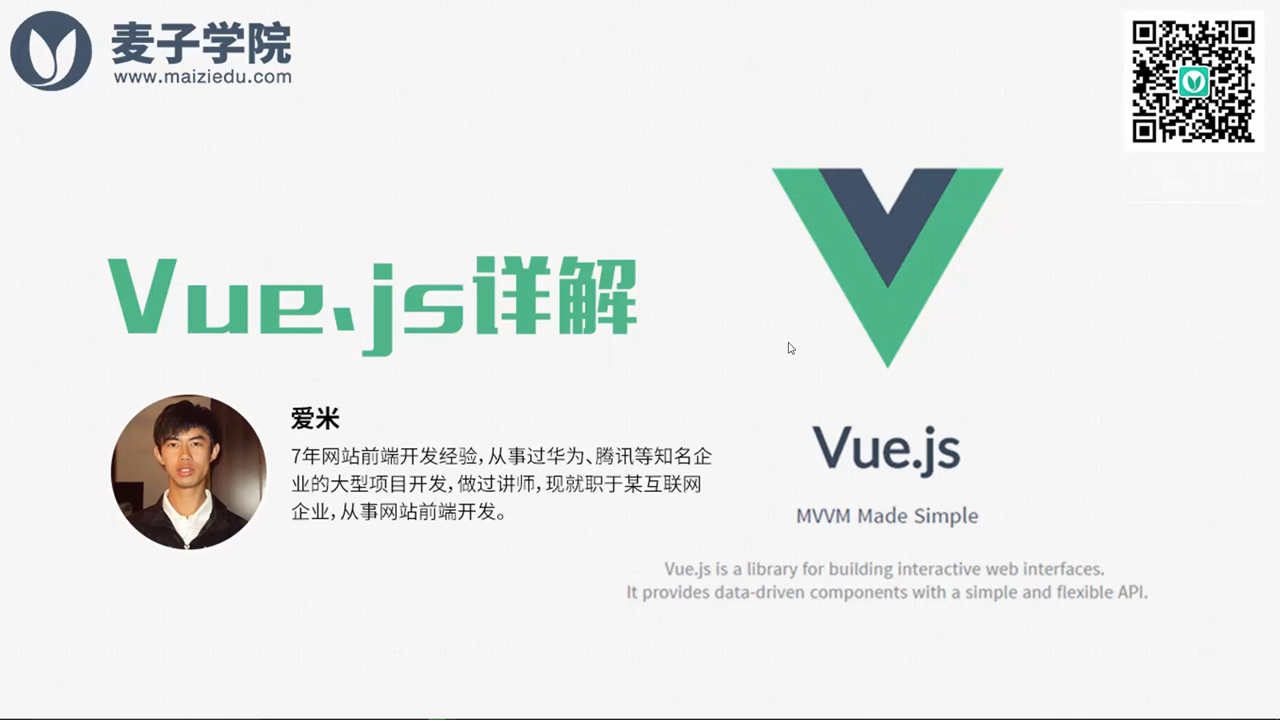 麦子学院
www.maiziedu.com
Vue.js详解
爱米
7年网站前端开发经验，从事过华为、腾讯等知名企
业的大型项目开发，做过讲师，现就职于某互联网
企业，从事网站前端开发。
Vue.js
MVVM Made Simple
Vue.js is a library for building interactive web interfaces.
It provides data-driven components with a simple and flexible API.